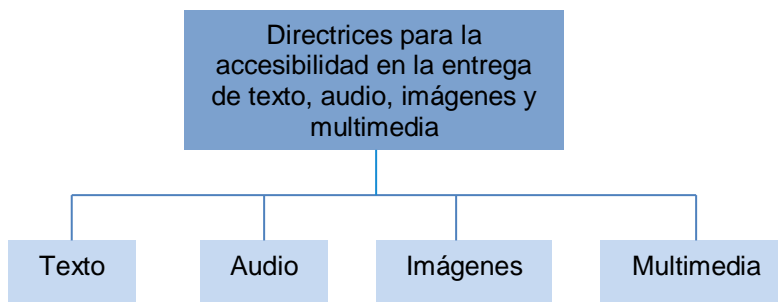 Directrices para la
accesibilidad en la entrega
de texto, audio, imágenes y
multimedia
Texto
Audio
Imágenes
Multimedia